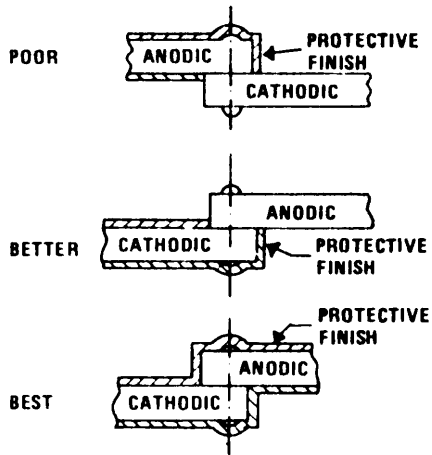 POOR
ANODIC
PROTECTIVE
FINISH
CATHODIC
BETTER
ANODIC
CATHODIC
PROTECTIVE
FINISH
BEST
PROTECTIVE
FINISH
ANODIC
CATHODIC